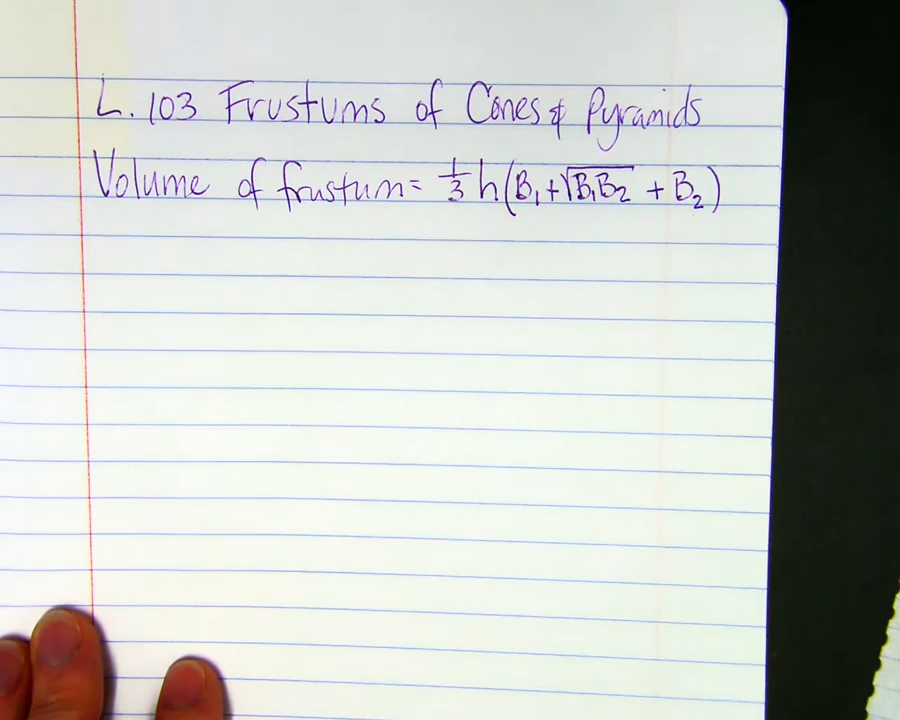 L. 103 Frustums of Cones & Pyramids
Volume of frustum = 1/3 h(B₁ + √B₁B₂ + B₂)